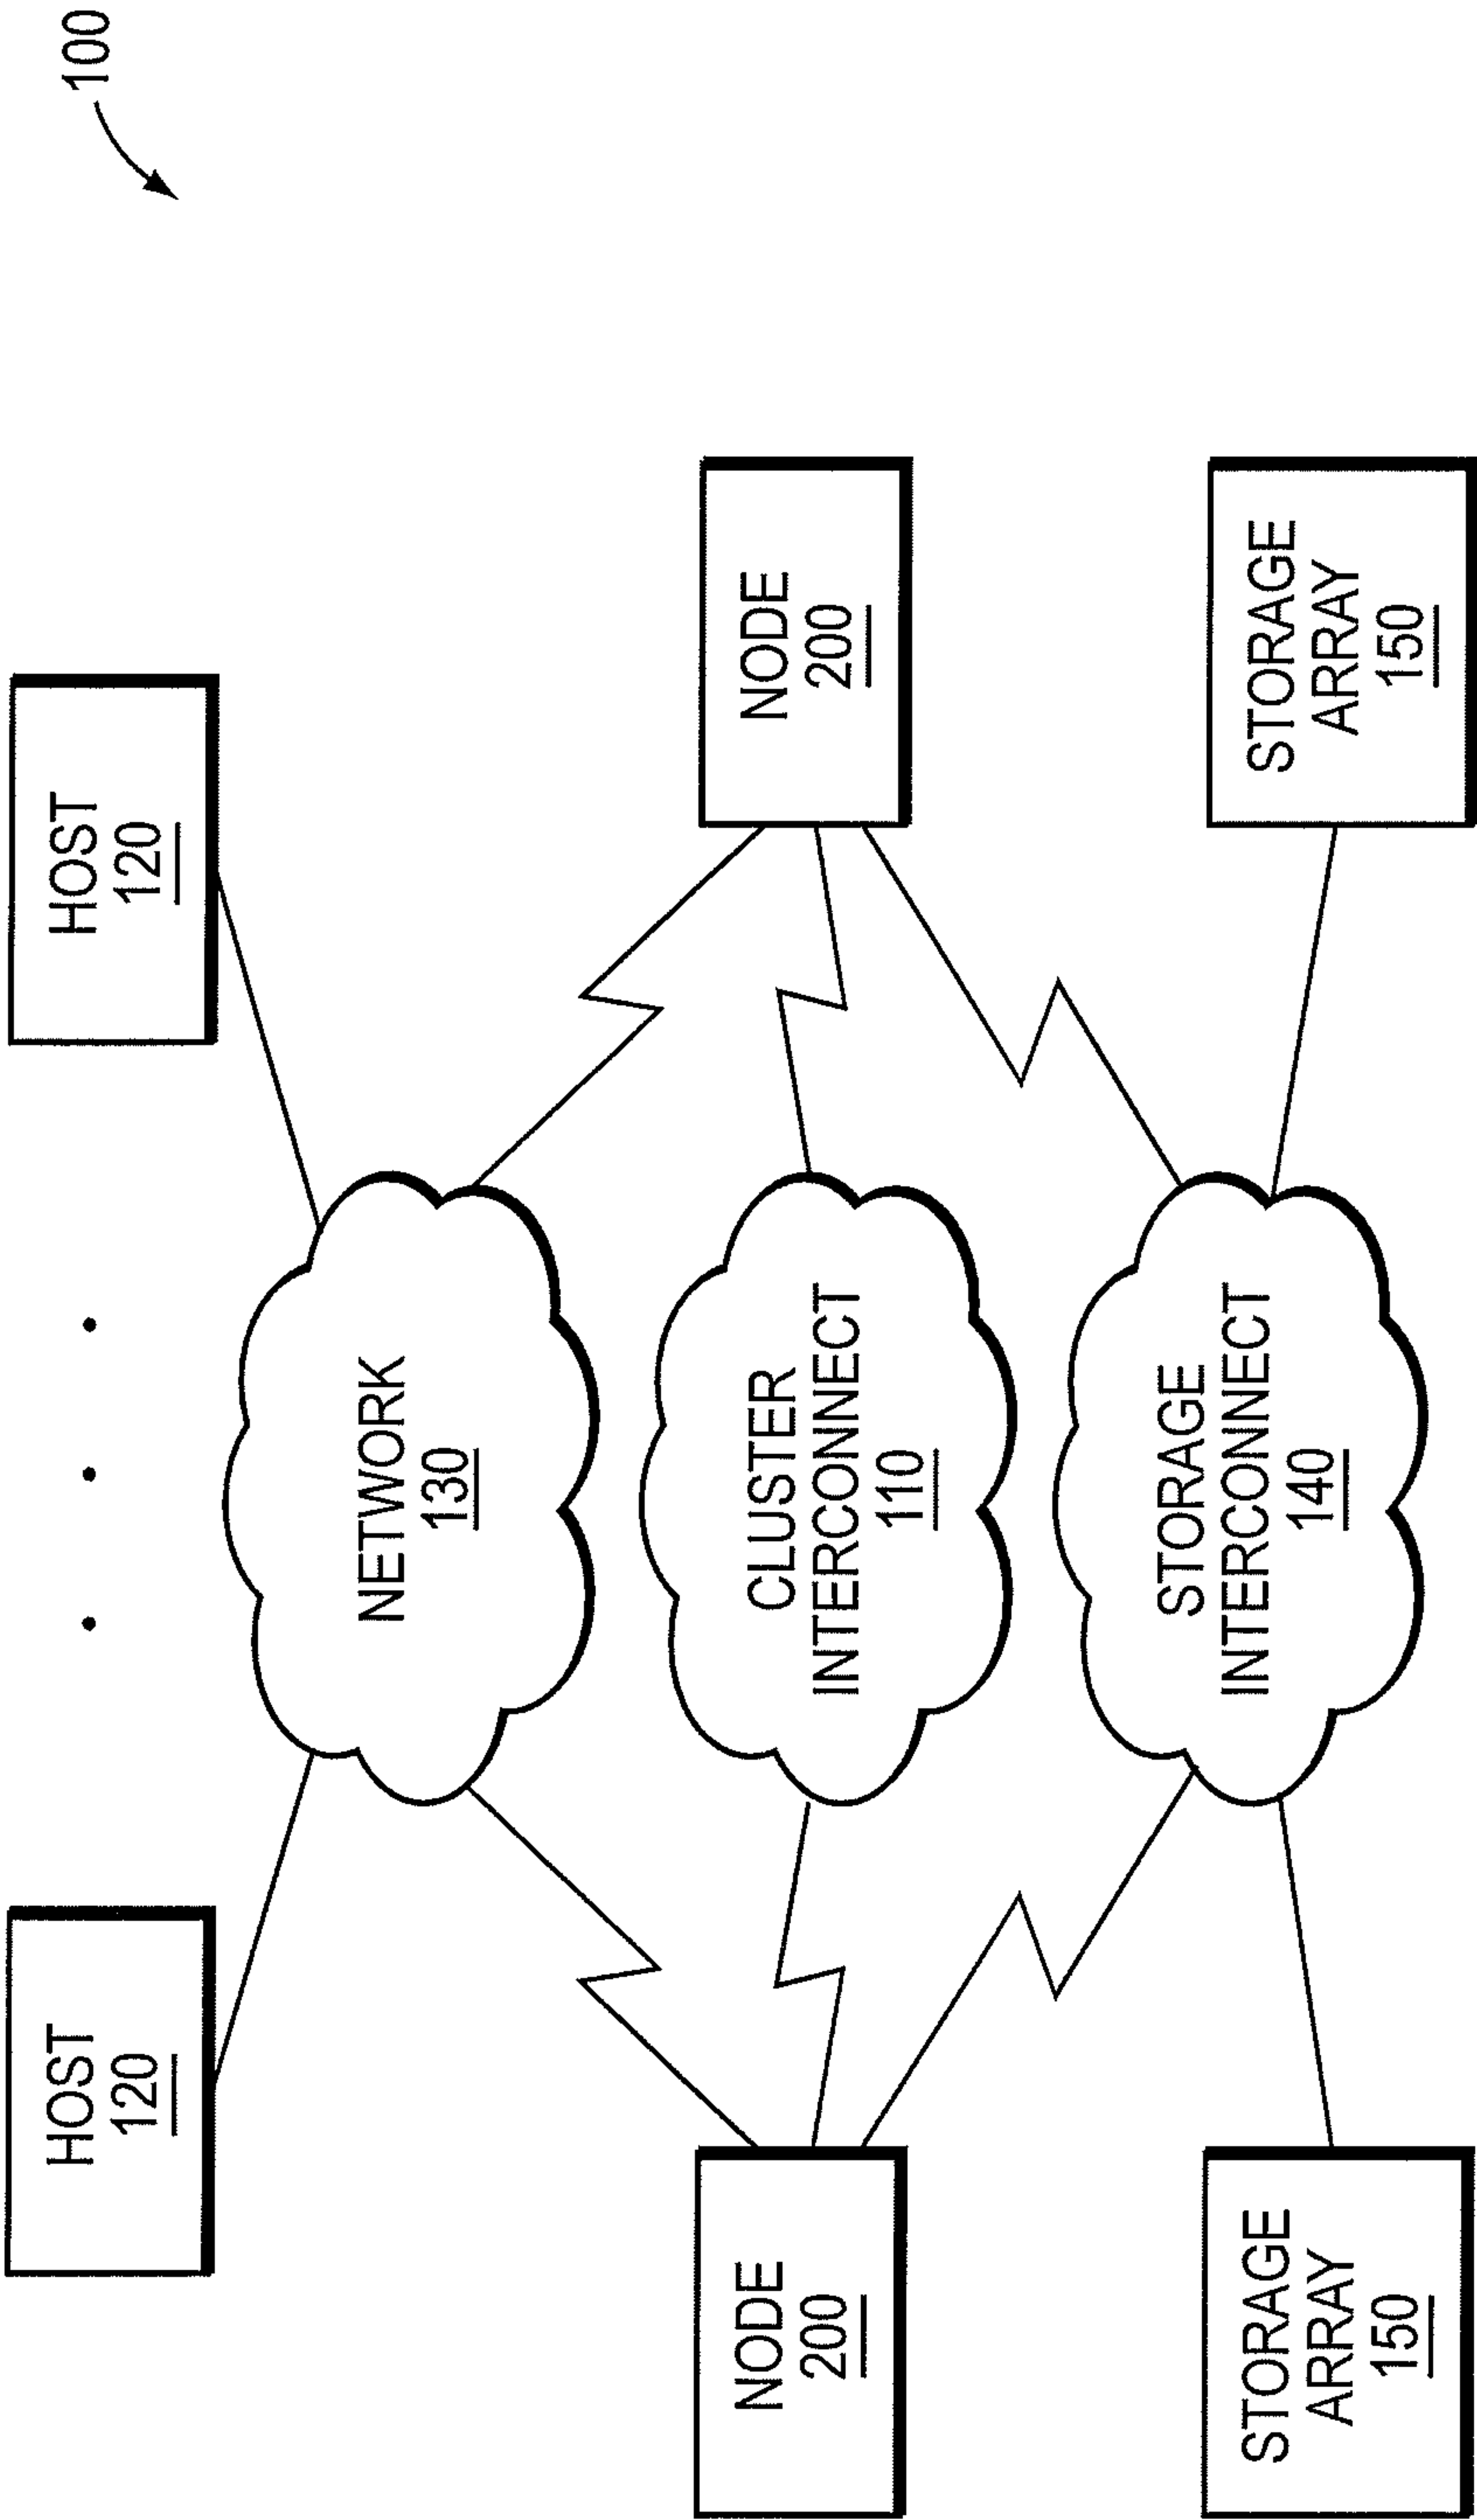 100
HOST
120
. . .
HOST
120
NETWORK
130
NODE
200
CLUSTER
INTERCONNECT
110
NODE
200
STORAGE
ARRAY
150
STORAGE
INTERCONNECT
140
STORAGE
ARRAY
150